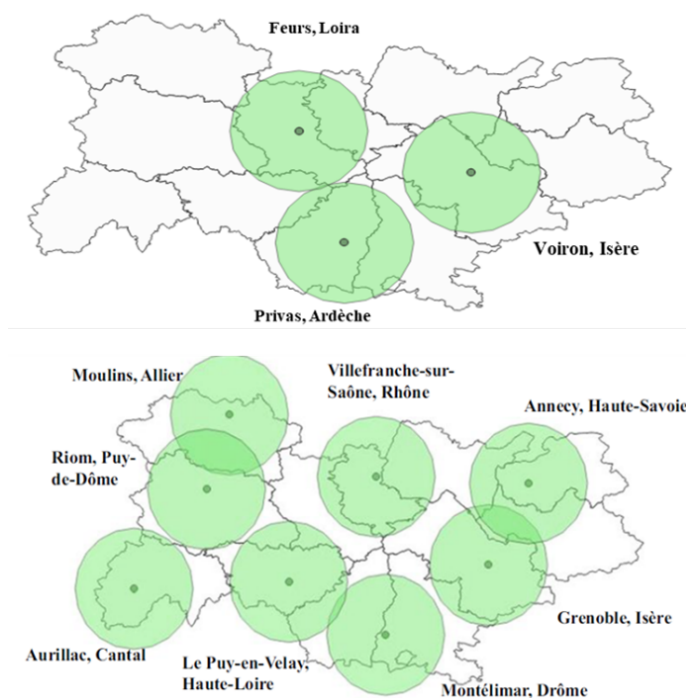 Feurs, Loira
Voiron, Isère
Privas, Ardèche
Moulins, Allier
Villefranche-sur-
Saône, Rhône
Annecy, Haute-Savoie
Riom, Puy-
de-Dôme
Grenoble, Isère
Aurillac, Cantal
Le Puy-en-Velay,
Haute-Loire
Montélimar, Drôme